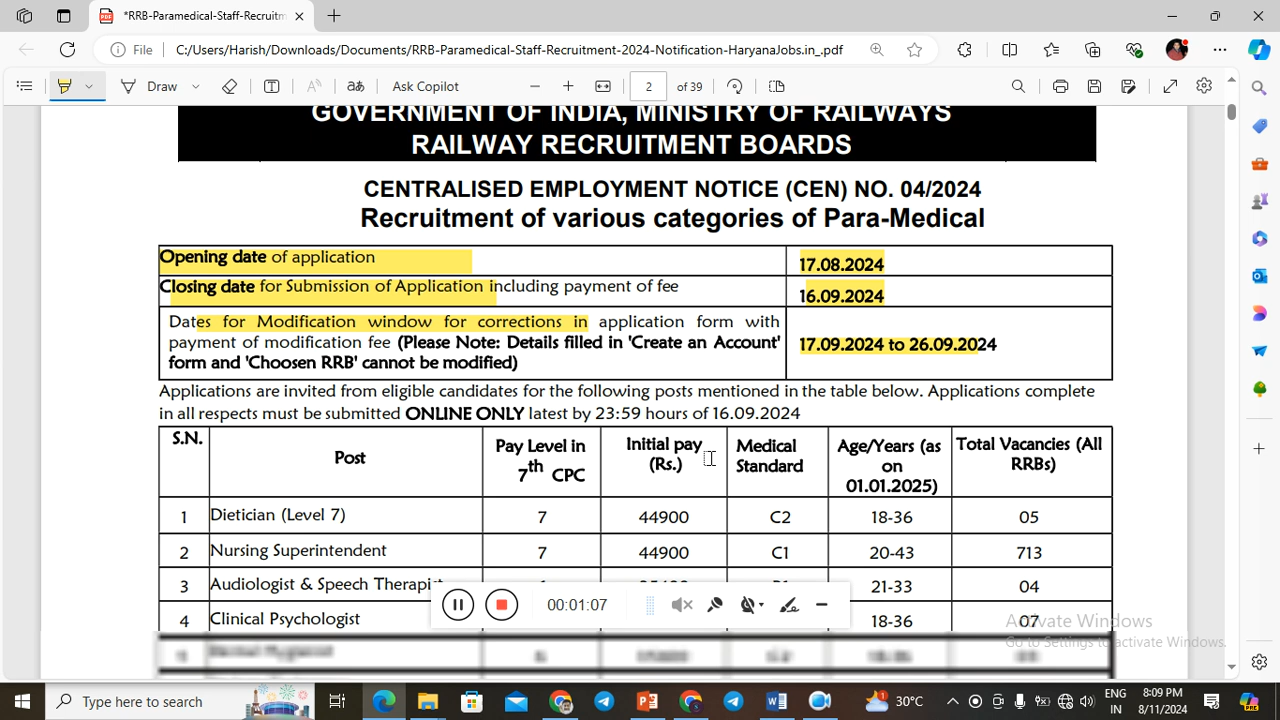 *RRB-Paramedical-Staff-Recruitm
File
C:/Users/Harish/Downloads/Documents/RRB-Paramedical-Staff-Recruitment-2024-Notification-HaryanaJobs.in_.pdf
Draw
Ask Copilot
2
of 39
GOVERNMENT OF INDIA, MINISTRY OF RAILWAYS
RAILWAY RECRUITMENT BOARDS
CENTRALISED EMPLOYMENT NOTICE (CEN) NO. 04/2024
Recruitment of various categories of Para-Medical
Opening date of application 17.08.2024
Closing date for Submission of Application including payment of fee 16.09.2024
Dates for Modification window for corrections in application form with
payment of modification fee (Please Note: Details filled in 'Create an Account' 17.09.2024 to 26.09.2024
form and 'Choosen RRB' cannot be modified)
Applications are invited from eligible candidates for the following posts mentioned in the table below. Applications complete
in all respects must be submitted ONLINE ONLY latest by 23:59 hours of 16.09.2024
S.N. Post Pay Level in 7th CPC Initial pay (Rs.) Medical Standard Age/Years (as on 01.01.2025) Total Vacancies (All RRBs)
1 Dietician (Level 7) 7 44900 C2 18-36 05
2 Nursing Superintendent 7 44900 C1 20-43 713
3 Audiologist & Speech Therapist 21-33 04
4 Clinical Psychologist 18-36 07
00:01:07
Activate Windows
Go to Settings to activate Windows.
Type here to search
30°C
ENG
IN
8:09 PM
8/11/2024